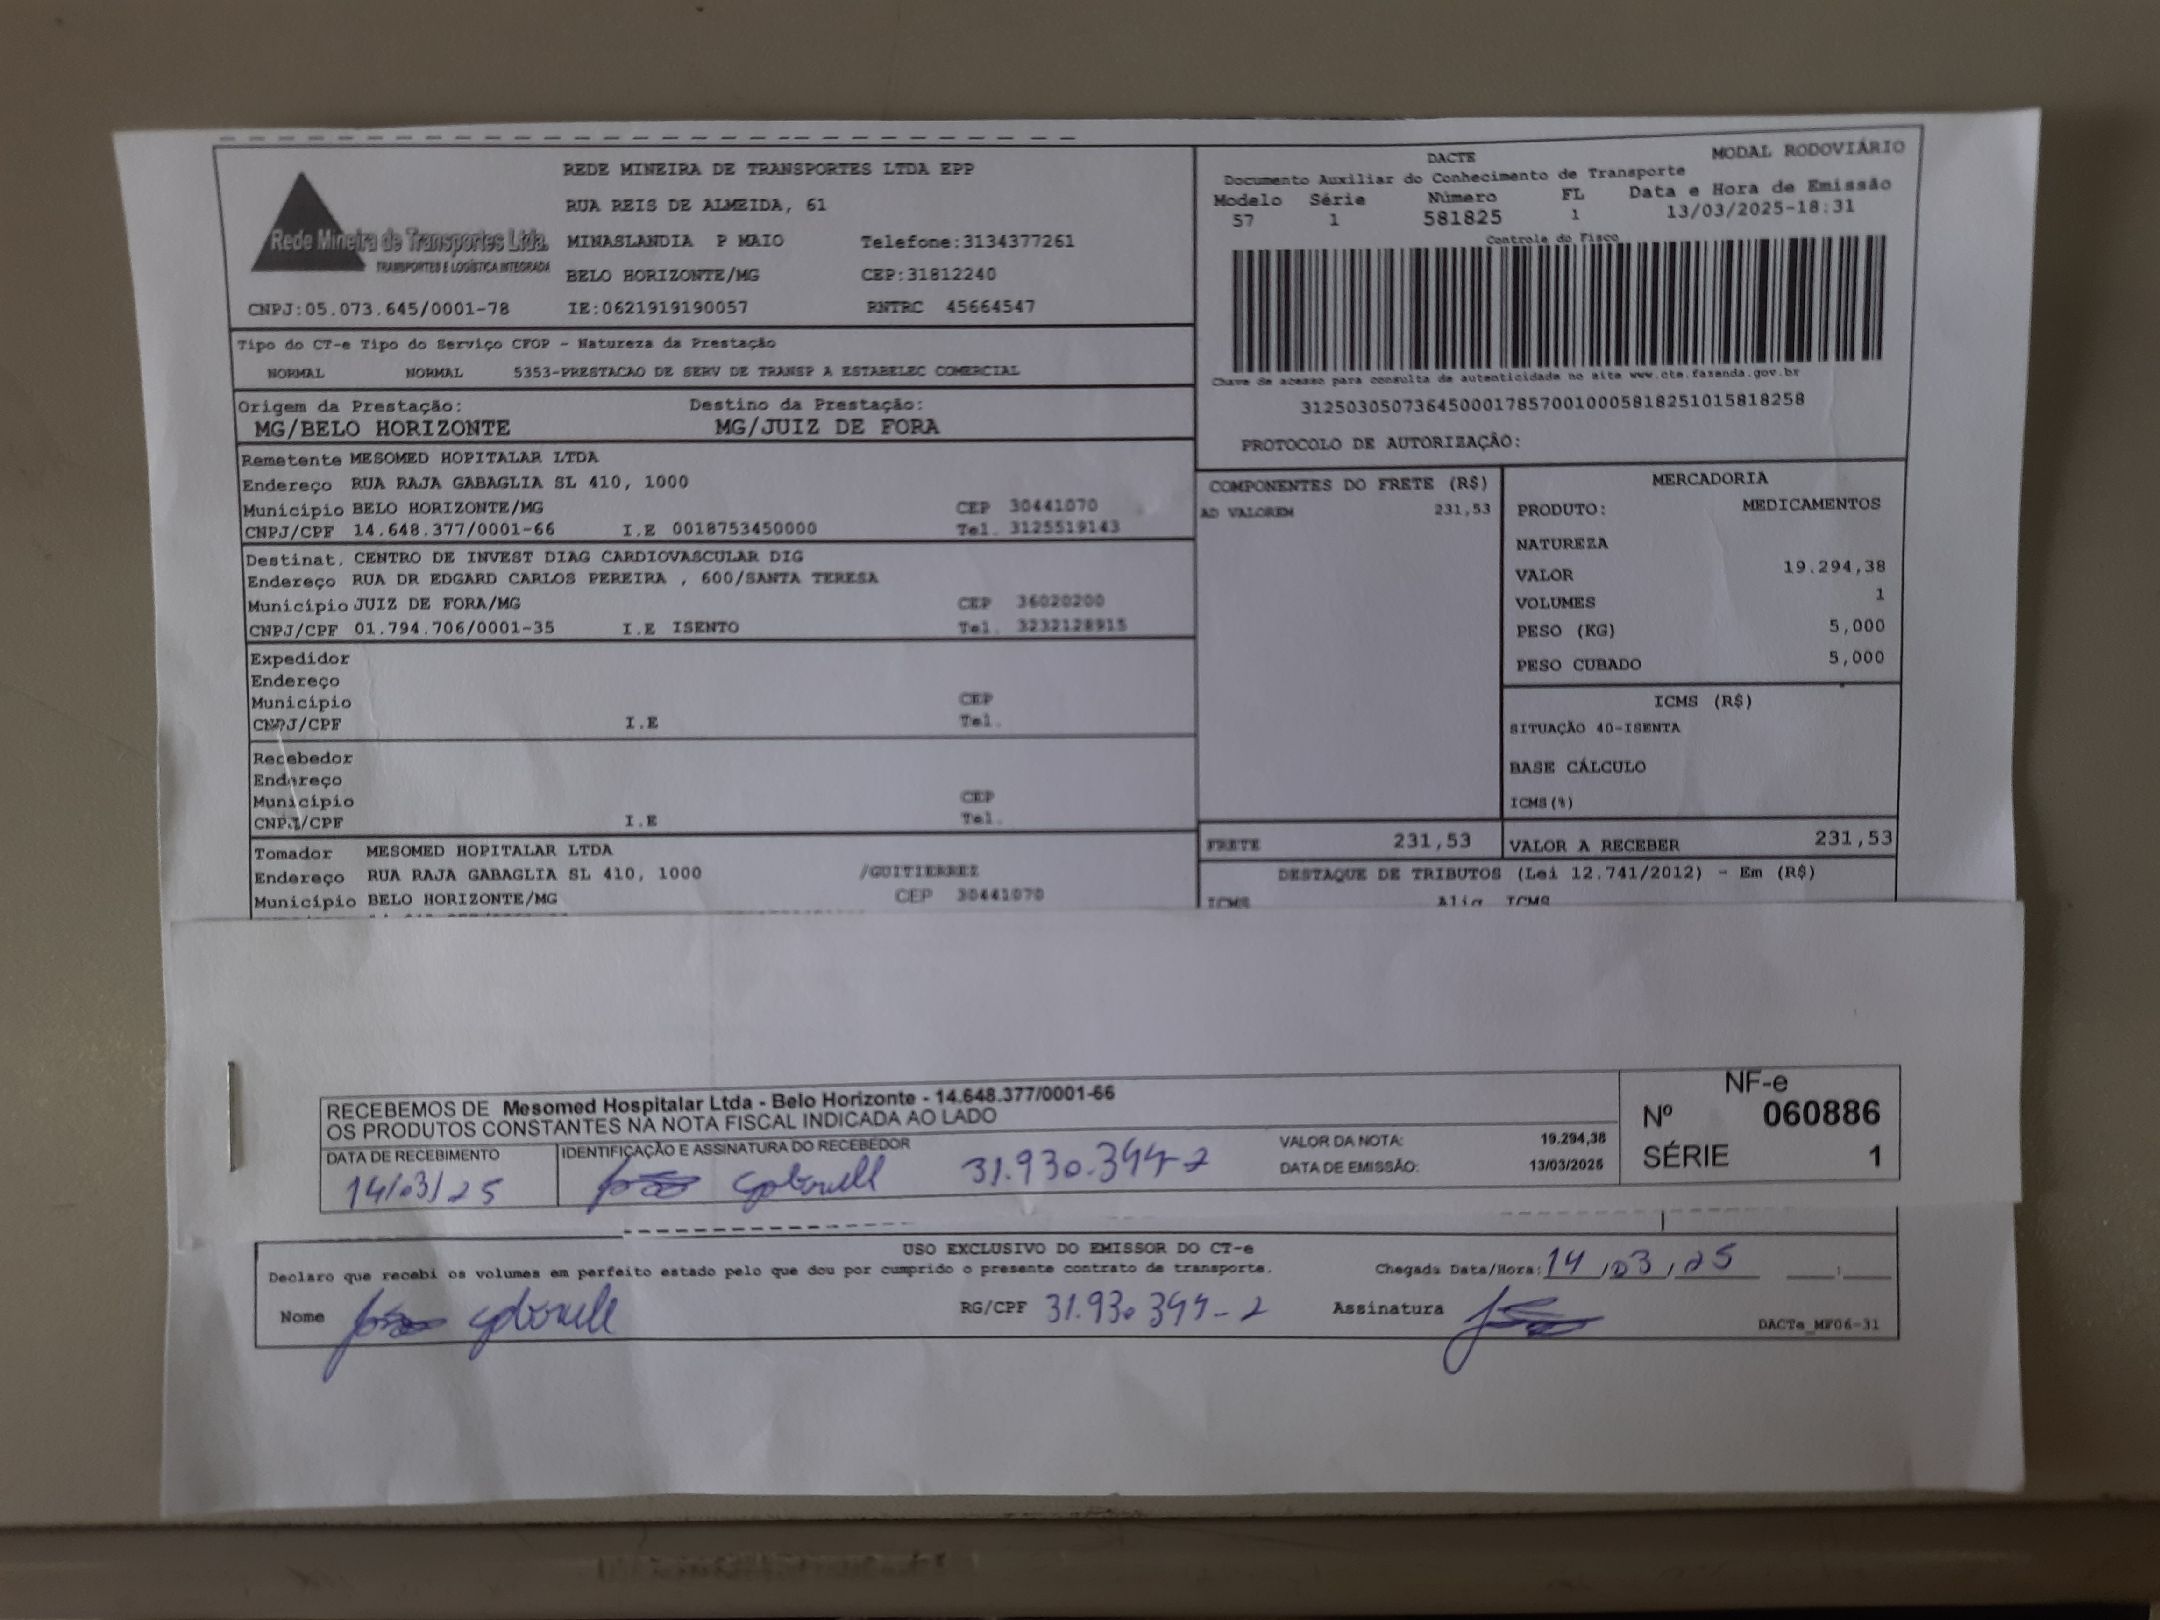 REDE MINEIRA DE TRANSPORTES LTDA EPP
RUA REIS DE ALMEIDA, 61
Rede Mineira de Transportes Ltda.
TRANSPORTES E LOGÍSTICA INTEGRADA
MINASLANDIA P MAIO Telefone:3134377261
BELO HORIZONTE/MG CEP:31812240
CNPJ:05.073.645/0001-78 IE:0621919190057 RNTRC 45664547
DACTE MODAL RODOVIÁRIO
Documento Auxiliar do Conhecimento de Transporte
Modelo Série Número FL Data e Hora de Emissão
57 1 581825 1 13/03/2025-18:31
Controle do Fisco
Chave de acesso para consulta de autenticidade no site www.cte.fazenda.gov.br
31250305073645000178570010005818251015818258
PROTOCOLO DE AUTORIZAÇÃO:
Tipo do CT-e Tipo do Serviço CFOP - Natureza da Prestação
NORMAL NORMAL 5353-PRESTACAO DE SERV DE TRANSP A ESTABELEC COMERCIAL
Origem da Prestação: Destino da Prestação:
MG/BELO HORIZONTE MG/JUIZ DE FORA
Remetente MESOMED HOPITALAR LTDA
Endereço RUA RAJA GABAGLIA SL 410, 1000
Município BELO HORIZONTE/MG CEP 30441070
CNPJ/CPF 14.648.377/0001-66 I.E 0018753450000 Tel. 3125519143
Destinat. CENTRO DE INVEST DIAG CARDIOVASCULAR DIG
Endereço RUA DR EDGARD CARLOS PEREIRA , 600/SANTA TERESA
Município JUIZ DE FORA/MG CEP 36020200
CNPJ/CPF 01.794.706/0001-35 I.E ISENTO Tel. 3232128915
Expedidor
Endereço
Município CEP
CNPJ/CPF I.E Tel.
Recebedor
Endereço
Município CEP
CNPJ/CPF I.E Tel.
Tomador MESOMED HOPITALAR LTDA
Endereço RUA RAJA GABAGLIA SL 410, 1000 /GUITIERREZ
Município BELO HORIZONTE/MG CEP 30441070
COMPONENTES DO FRETE (R$)
AD VALOREM 231,53
MERCADORIA
PRODUTO: MEDICAMENTOS
NATUREZA
VALOR 19.294,38
VOLUMES 1
PESO (KG) 5,000
PESO CUBADO 5,000
ICMS (R$)
SITUAÇÃO 40-ISENTA
BASE CÁLCULO
ICMS(%)
FRETE 231,53 VALOR A RECEBER 231,53
DESTAQUE DE TRIBUTOS (Lei 12.741/2012) - Em (R$)
ICMS Aliq ICMS
RECEBEMOS DE Mesomed Hospitalar Ltda - Belo Horizonte - 14.648.377/0001-66
OS PRODUTOS CONSTANTES NA NOTA FISCAL INDICADA AO LADO
DATA DE RECEBIMENTO IDENTIFICAÇÃO E ASSINATURA DO RECEBEDOR
14/03/25 31.930.394-2
VALOR DA NOTA: 19.294,38
DATA DE EMISSÃO: 13/03/2025
NF-e
Nº 060886
SÉRIE 1
USO EXCLUSIVO DO EMISSOR DO CT-e
Declaro que recebi os volumes em perfeito estado pelo que dou por cumprido o presente contrato de transporte. Chegada Data/Hora: 14/03/25
Nome RG/CPF 31.930 394-2 Assinatura
DACTe_MF06-31